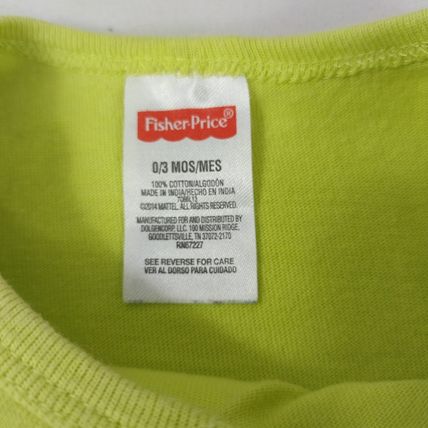 Fisher-Price®
0/3 MOS/MES
100% COTTON/ALGODÓN
MADE IN INDIA/HECHO EN INDIA
©2014 MATTEL. ALL RIGHTS RESERVED.
MANUFACTURED FOR AND DISTRIBUTED BY
DOLGENCORP, LLC. 100 MISSION RIDGE,
GOODLETTSVILLE, TN 37072-2170
RN67227
SEE REVERSE FOR CARE
VER AL DORSO PARA CUIDADO